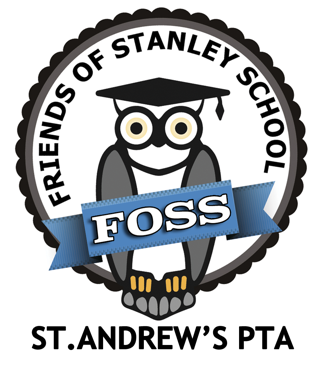 FRIENDS OF STANLEY SCHOOL
FOSS
ST.ANDREW'S PTA